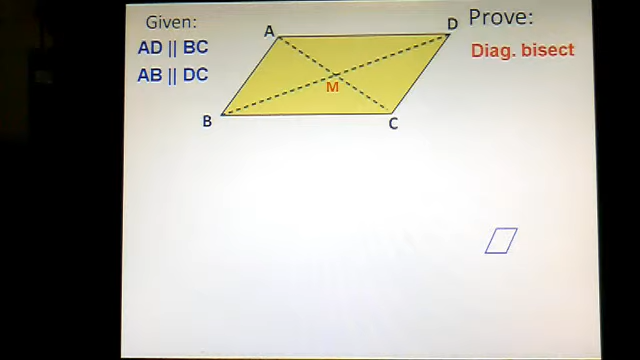 Given:
AD || BC
AB || DC
A
D
M
B
C
Prove:
Diag. bisect